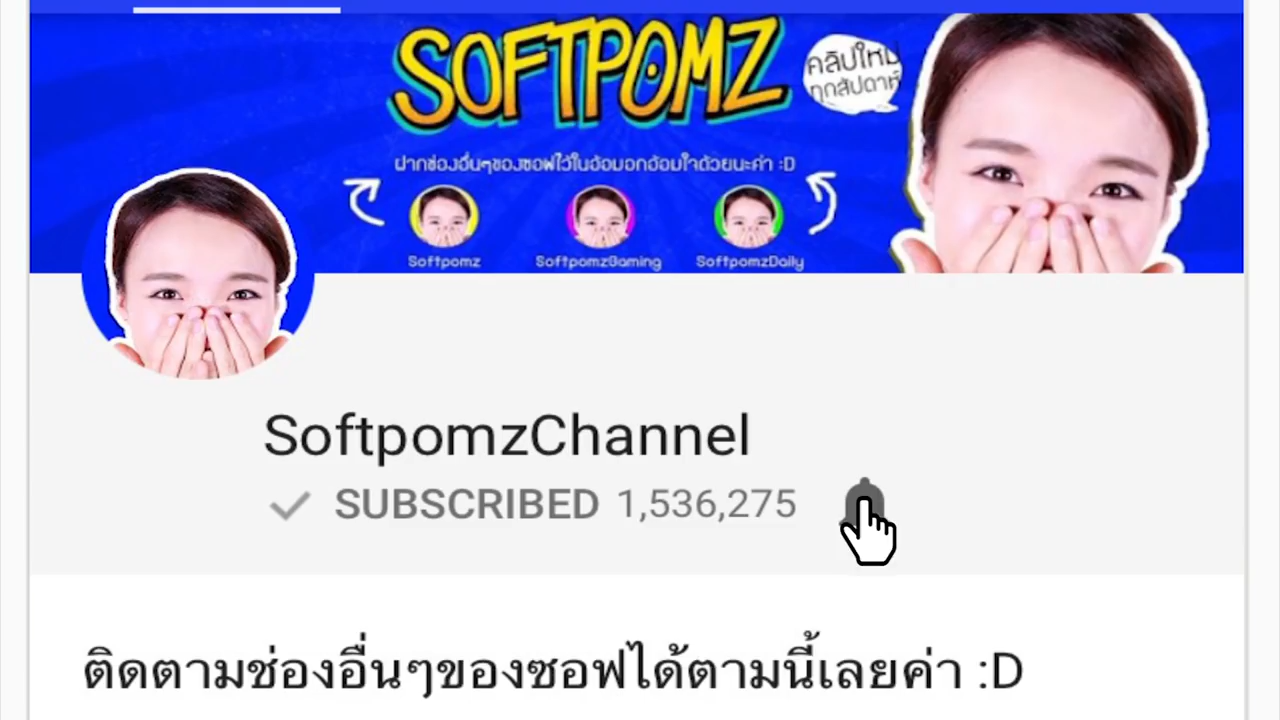 SOFTPOMZ
คลิปใหม่
ทุกสัปดาห์
ฝากช่องอื่นๆของซอฟไว้ในอ้อมอกอ้อมใจด้วยนะค่า :D
Softpomz SoftpomzGaming SoftpomzDaily
SoftpomzChannel
SUBSCRIBED 1,536,275
ติดตามช่องอื่นๆของซอฟได้ตามนี้เลยค่า :D